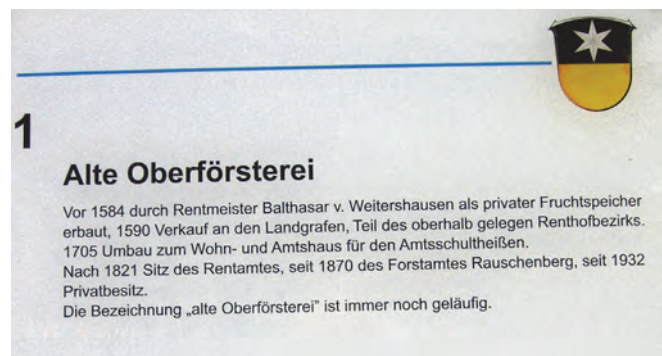 1
Alte Oberförsterei
Vor 1584 durch Rentmeister Balthasar v. Weitershausen als privater Fruchtspeicher
erbaut, 1590 Verkauf an den Landgrafen, Teil des oberhalb gelegen Renthofbezirks.
1705 Umbau zum Wohn- und Amtshaus für den Amtsschultheißen.
Nach 1821 Sitz des Rentamtes, seit 1870 des Forstamtes Rauschenberg, seit 1932
Privatbesitz.
Die Bezeichnung „alte Oberförsterei" ist immer noch geläufig.